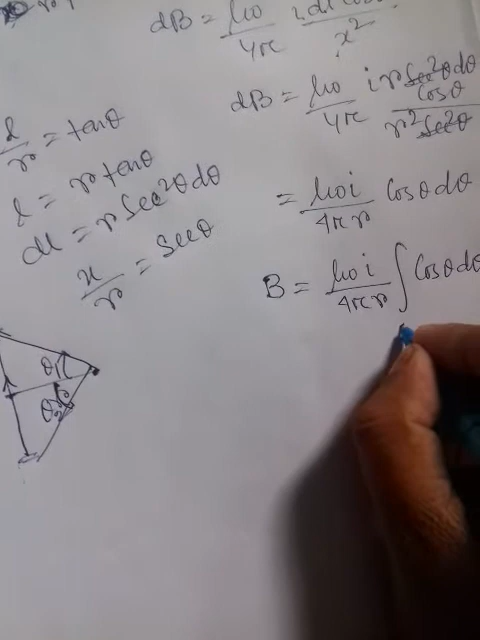 dB = μ0/4π i dl cosθ/x²
dB = μ0/4π i r sec²θ dθ cosθ/r² sec²θ
= μ0 i/4πr cosθ dθ
B = μ0 i/4πr ∫ cosθ dθ
l/r = tanθ
l = r tanθ
dl = r sec²θ dθ
x/r = secθ
θ1
r
θ2